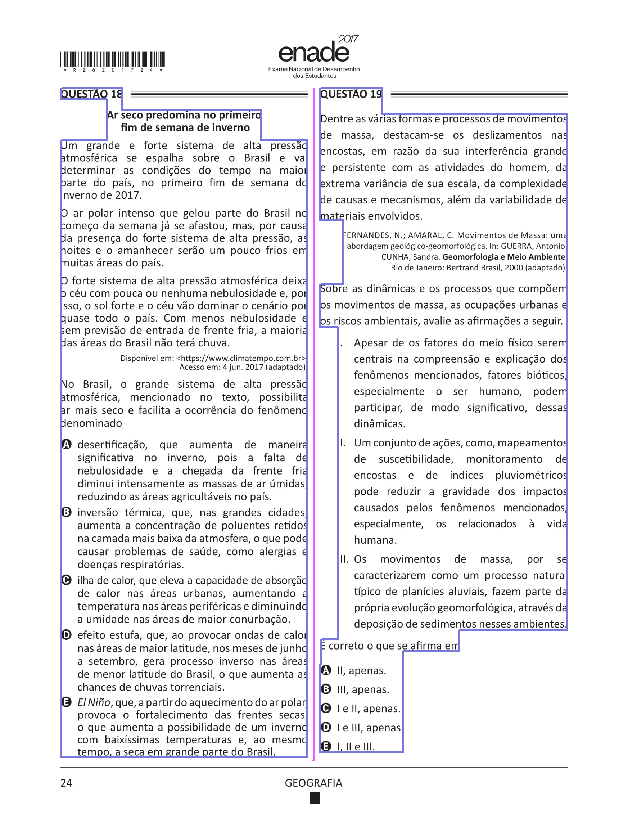 *R2620172 4*
2017
enade
Exame Nacional de Desempenho
dos Estudantes
QUESTÃO 18
Ar seco predomina no primeiro
fim de semana de inverno
Um grande e forte sistema de alta pressão
atmosférica se espalha sobre o Brasil e vai
determinar as condições do tempo na maior
parte do país, no primeiro fim de semana do
inverno de 2017.
O ar polar intenso que gelou parte do Brasil no
começo da semana já se afastou, mas, por causa
da presença do forte sistema de alta pressão, as
noites e o amanhecer serão um pouco frios em
muitas áreas do país.
O forte sistema de alta pressão atmosférica deixa
o céu com pouca ou nenhuma nebulosidade e, por
isso, o sol forte e o céu vão dominar o cenário por
quase todo o país. Com menos nebulosidade e
sem previsão de entrada de frente fria, a maioria
das áreas do Brasil não terá chuva.
Disponível em: <https://www.climatempo.com.br>.
Acesso em: 4 jun. 2017 (adaptado).
No Brasil, o grande sistema de alta pressão
atmosférica, mencionado no texto, possibilita
ar mais seco e facilita a ocorrência do fenômeno
denominado
A desertificação, que aumenta de maneira
significativa no inverno, pois a falta de
nebulosidade e a chegada da frente fria
diminui intensamente as massas de ar úmidas,
reduzindo as áreas agricultáveis no país.
B inversão térmica, que, nas grandes cidades,
aumenta a concentração de poluentes retidos
na camada mais baixa da atmosfera, o que pode
causar problemas de saúde, como alergias e
doenças respiratórias.
C ilha de calor, que eleva a capacidade de absorção
de calor nas áreas urbanas, aumentando a
temperatura nas áreas periféricas e diminuindo
a umidade nas áreas de maior conurbação.
D efeito estufa, que, ao provocar ondas de calor
nas áreas de maior latitude, nos meses de junho
a setembro, gera processo inverso nas áreas
de menor latitude do Brasil, o que aumenta as
chances de chuvas torrenciais.
E El Niño, que, a partir do aquecimento do ar polar,
provoca o fortalecimento das frentes secas,
o que aumenta a possibilidade de um inverno
com baixíssimas temperaturas e, ao mesmo
tempo, a seca em grande parte do Brasil.
QUESTÃO 19
Dentre as várias formas e processos de movimentos
de massa, destacam-se os deslizamentos nas
encostas, em razão da sua interferência grande
e persistente com as atividades do homem, da
extrema variância de sua escala, da complexidade
de causas e mecanismos, além da variabilidade de
materiais envolvidos.
FERNANDES, N.; AMARAL, C. Movimentos de Massa: uma
abordagem geológico-geomorfológica. In: GUERRA, Antonio;
CUNHA, Sandra. Geomorfologia e Meio Ambiente.
Rio de Janeiro: Bertrand Brasil, 2000 (adaptado).
Sobre as dinâmicas e os processos que compõem
os movimentos de massa, as ocupações urbanas e
os riscos ambientais, avalie as afirmações a seguir.
I. Apesar de os fatores do meio físico serem
centrais na compreensão e explicação dos
fenômenos mencionados, fatores bióticos,
especialmente o ser humano, podem
participar, de modo significativo, dessas
dinâmicas.
II. Um conjunto de ações, como, mapeamentos
de suscetibilidade, monitoramento de
encostas e de índices pluviométricos
pode reduzir a gravidade dos impactos
causados pelos fenômenos mencionados,
especialmente, os relacionados à vida
humana.
III. Os movimentos de massa, por se
caracterizarem como um processo natural
típico de planícies aluviais, fazem parte da
própria evolução geomorfológica, através da
deposição de sedimentos nesses ambientes.
É correto o que se afirma em
A II, apenas.
B III, apenas.
C I e II, apenas.
D I e III, apenas.
E I, II e III.
24
GEOGRAFIA